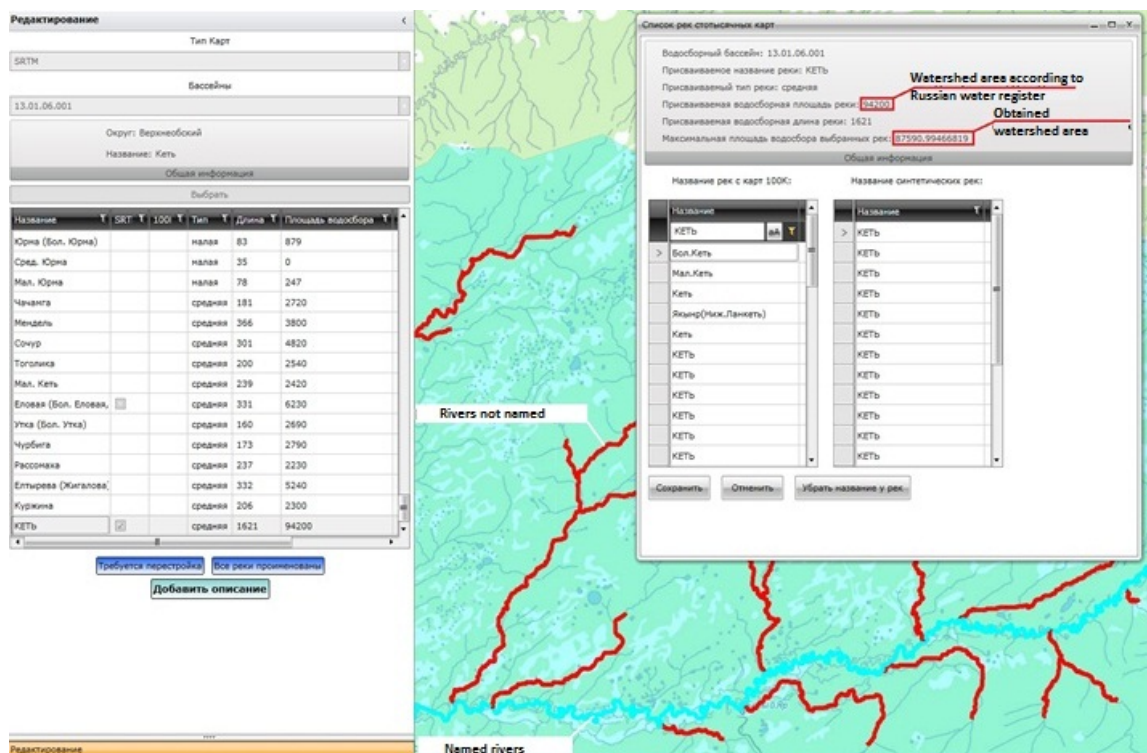 Редактирование
Тип Карт
SRTM
Бассейны
13.01.06.001
Округ: Верхнеобский
Название: Кеть
Общая информация
Выбрать
Название SRT 100К Тип Длина Площадь водосбора
Юрма (Бол. Юрма) малая 83 879
Сред. Юрма малая 35 0
Мал. Юрма малая 78 247
Чачамга средняя 181 2720
Мендель средняя 366 3800
Сочур средняя 301 4820
Тоголика средняя 200 2540
Мал. Кеть средняя 239 2420
Еловая (Бол. Еловая, средняя 331 6230
Утка (Бол. Утка) средняя 160 2690
Чурбига средняя 173 2790
Рассомаха средняя 237 2230
Елтырева (Жигалова) средняя 332 5240
Куржина средняя 206 2300
КЕТЬ средняя 1621 94200
Требуется перестройка Все реки проименованы
Добавить описание
Редактирование
Rivers not named
Named rivers
Список рек стотысячных карт
Водосборный бассейн: 13.01.06.001
Присваиваемое название реки: КЕТЬ
Присваиваемый тип реки: средняя
Присваиваемая водосборная площадь реки: 94200
Присваиваемая водосборная длина реки: 1621
Максимальная площадь водосбора выбранных рек: 87590.99466819
Watershed area according to
Russian water register
Obtained
watershed area
Общая информация
Название рек с карт 100К:
Название
КЕТЬ аА
Бол.Кеть
Мал.Кеть
Кеть
Якынр(Ниж.Ланкеть)
Кеть
КЕТЬ
КЕТЬ
КЕТЬ
КЕТЬ
КЕТЬ
КЕТЬ
Название синтетических рек:
Название
КЕТЬ
КЕТЬ
КЕТЬ
КЕТЬ
КЕТЬ
КЕТЬ
КЕТЬ
КЕТЬ
КЕТЬ
КЕТЬ
КЕТЬ
КЕТЬ
Сохранить Отменить Убрать название у рек